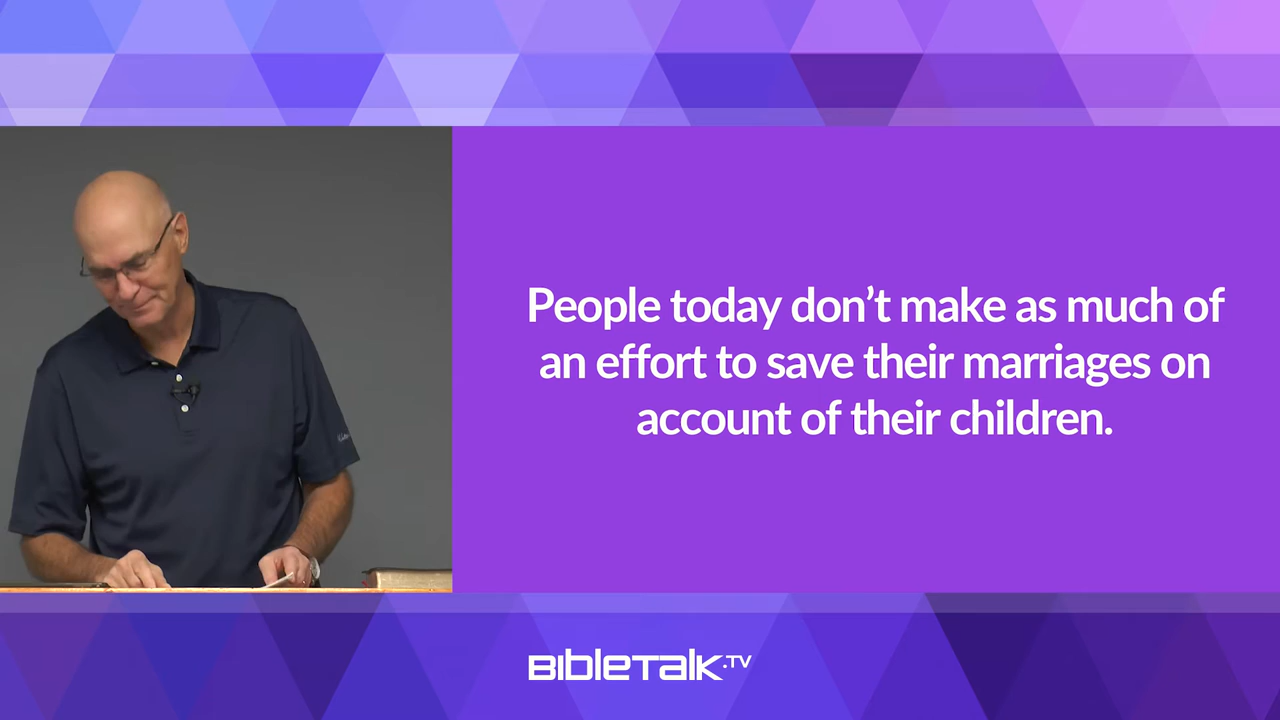 People today don’t make as much of
an effort to save their marriages on
account of their children.
BIBLETALK.TV